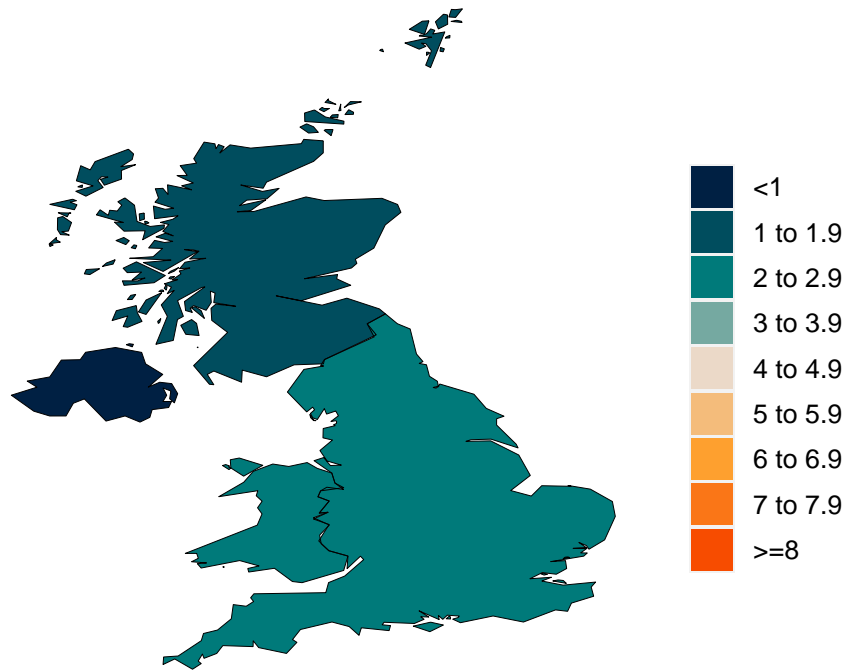 <1
1 to 1.9
2 to 2.9
3 to 3.9
4 to 4.9
5 to 5.9
6 to 6.9
7 to 7.9
>=8